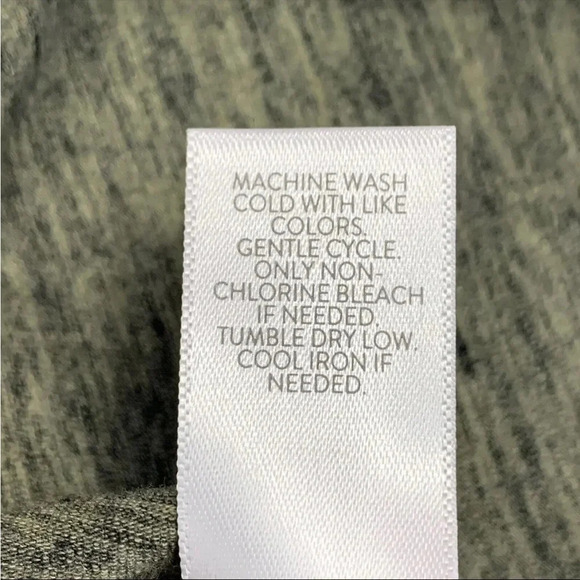 MACHINE WASH
COLD WITH LIKE
COLORS.
GENTLE CYCLE.
ONLY NON-
CHLORINE BLEACH
IF NEEDED.
TUMBLE DRY LOW.
COOL IRON IF
NEEDED.